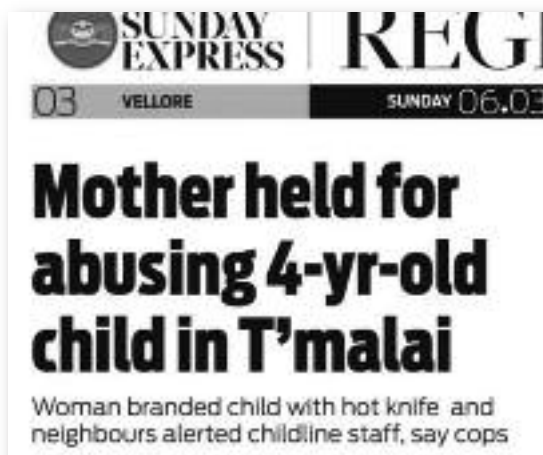 SUNDAY
EXPRESS
REGI
03 VELLORE SUNDAY 06.03
Mother held for
abusing 4-yr-old
child in T'malai
Woman branded child with hot knife and
neighbours alerted childline staff, say cops